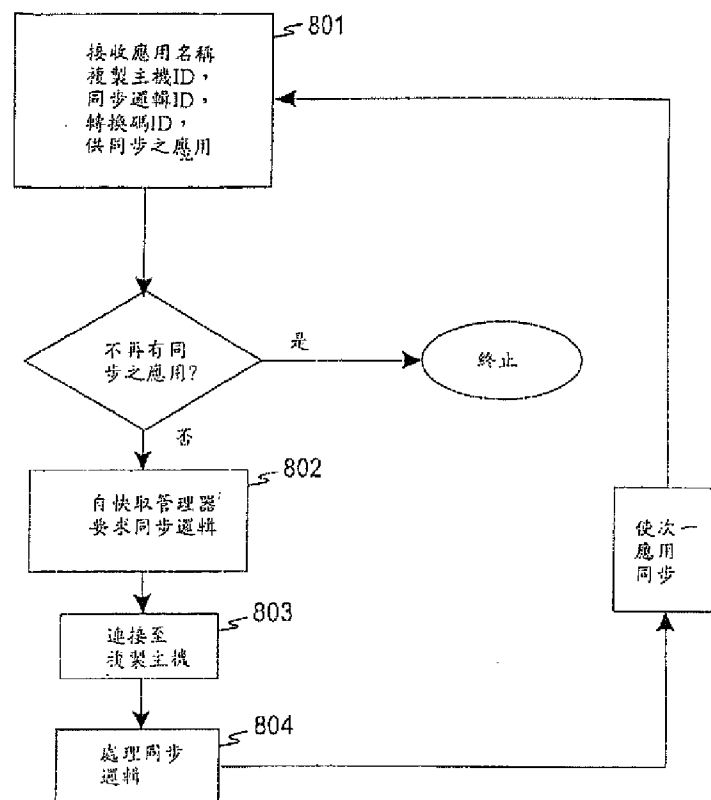 801
接收應用名稱
複製主機ID，
同步邏輯ID，
轉換碼ID，
供同步之應用
不再有同
步之應用？
是
終止
否
802
自快取管理器
要求同步邏輯
803
連接至
複製主機
804
處理同步
邏輯
使次一
應用
同步